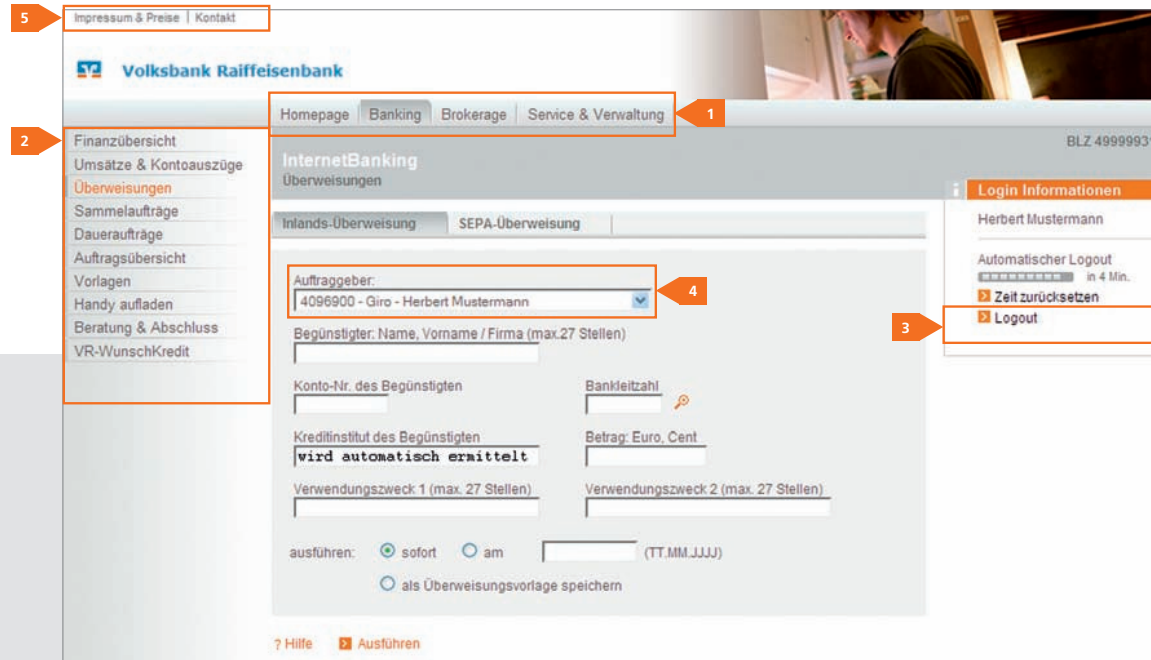 5
Impressum & Preise | Kontakt
Volksbank Raiffeisenbank
Homepage | Banking | Brokerage | Service & Verwaltung
1
2
Finanzübersicht
Umsätze & Kontoauszüge
Überweisungen
Sammelaufträge
Daueraufträge
Auftragsübersicht
Vorlagen
Handy aufladen
Beratung & Abschluss
VR-WunschKredit
BLZ 4999993
InternetBanking
Überweisungen
Inlands-Überweisung
SEPA-Überweisung
Auftraggeber:
4096900 - Giro - Herbert Mustermann
4
Begünstigter: Name, Vorname / Firma (max.27 Stellen)
Konto-Nr. des Begünstigten
Bankleitzahl
Kreditinstitut des Begünstigten
Betrag: Euro, Cent
wird automatisch ermittelt
Verwendungszweck 1 (max. 27 Stellen)
Verwendungszweck 2 (max. 27 Stellen)
ausführen:
sofort
am
(TT.MM.JJJJ)
als Überweisungsvorlage speichern
? Hilfe
Ausführen
i Login Informationen
Herbert Mustermann
Automatischer Logout
in 4 Min.
Zeit zurücksetzen
3
Logout